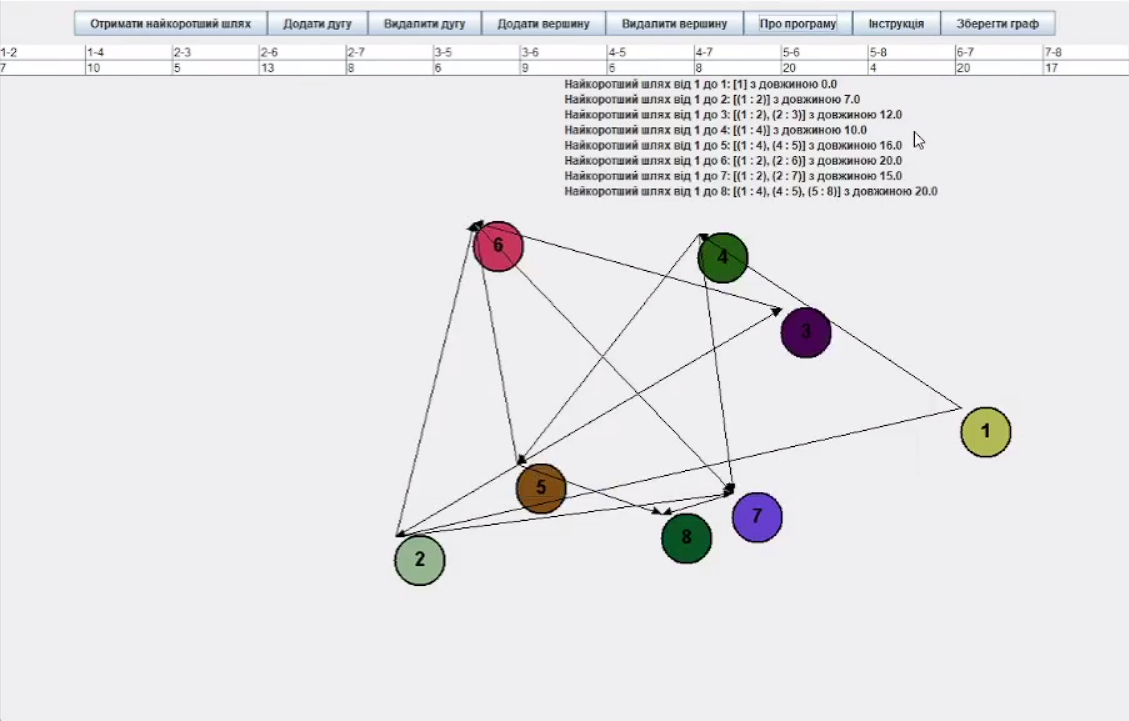 Отримати найкоротший шлях Додати дугу Видалити дугу Додати вершину Видалити вершину Про програму Інструкція Зберегти граф
1-2 1-4 2-3 2-6 2-7 3-5 3-6 4-5 4-7 5-6 5-8 6-7 7-8
7 10 5 13 8 6 9 6 8 20 4 20 17
Найкоротший шлях від 1 до 1: [1] з довжиною 0.0
Найкоротший шлях від 1 до 2: [(1 : 2)] з довжиною 7.0
Найкоротший шлях від 1 до 3: [(1 : 2), (2 : 3)] з довжиною 12.0
Найкоротший шлях від 1 до 4: [(1 : 4)] з довжиною 10.0
Найкоротший шлях від 1 до 5: [(1 : 4), (4 : 5)] з довжиною 16.0
Найкоротший шлях від 1 до 6: [(1 : 2), (2 : 6)] з довжиною 20.0
Найкоротший шлях від 1 до 7: [(1 : 2), (2 : 7)] з довжиною 15.0
Найкоротший шлях від 1 до 8: [(1 : 4), (4 : 5), (5 : 8)] з довжиною 20.0
6
4
3
1
5
7
8
2